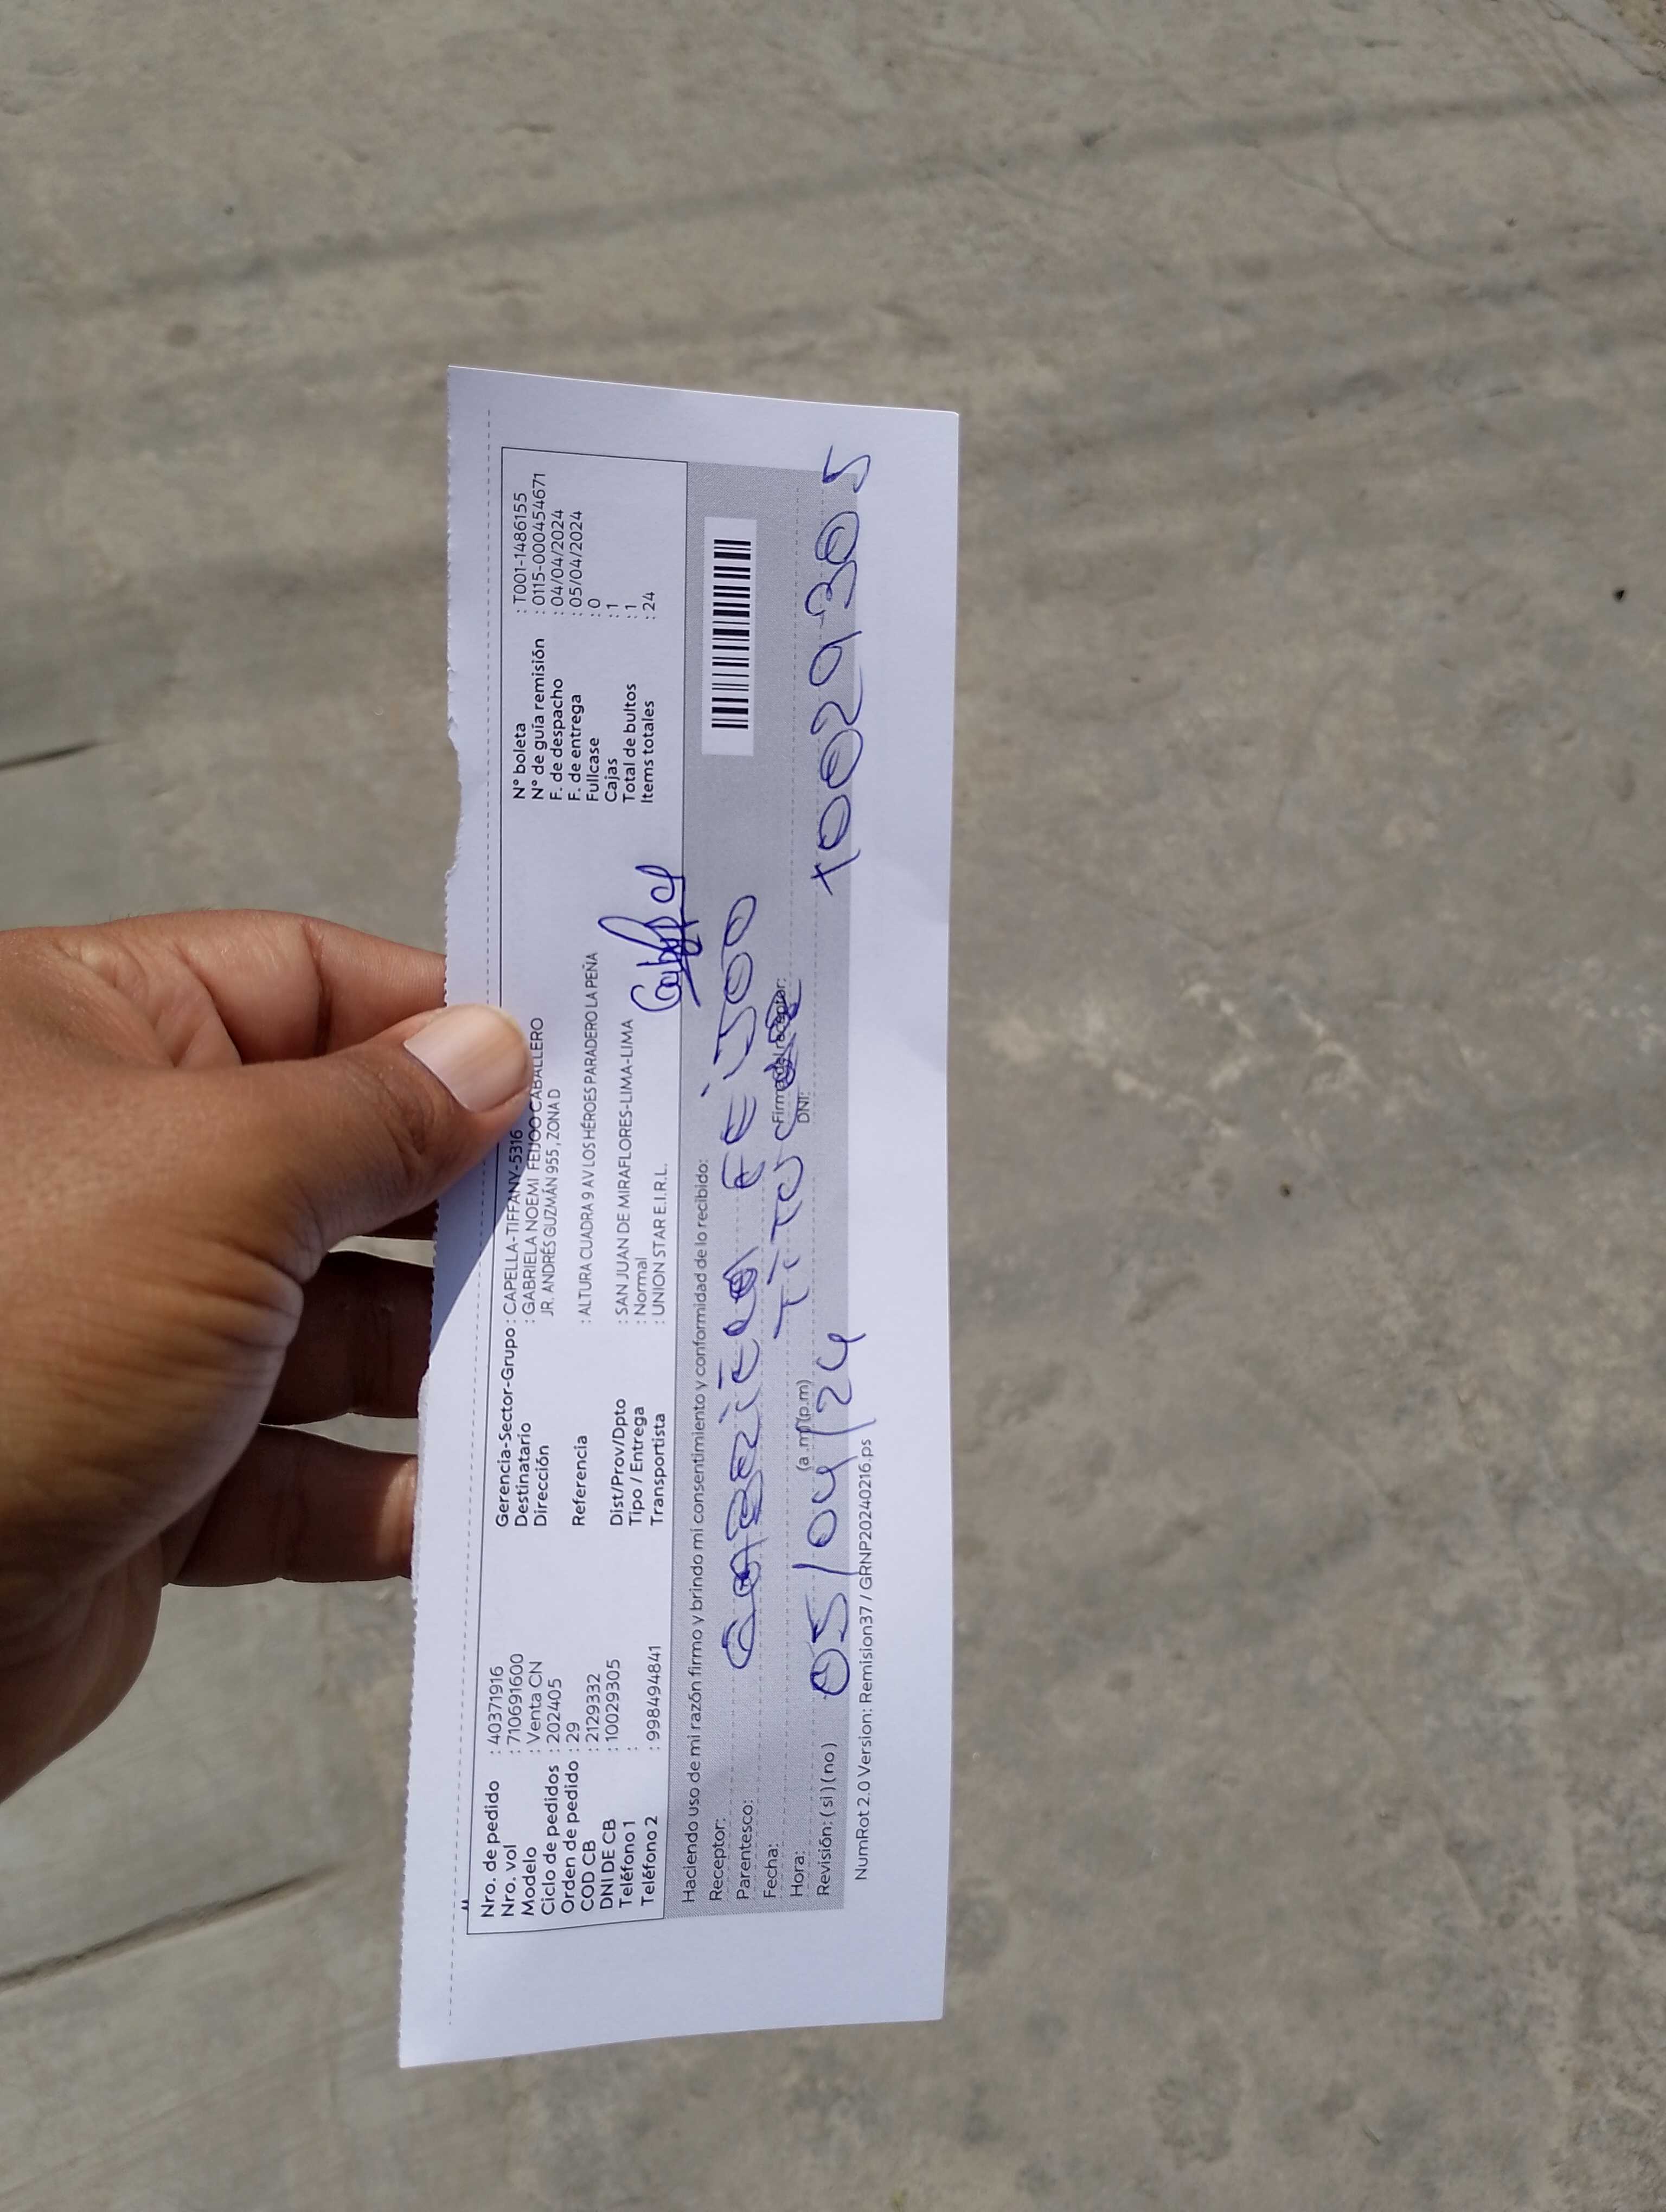 Nro. de pedido : 40371916
Nro. vol : 710691600
Modelo : Venta CN
Ciclo de pedidos : 202405
Orden de pedido : 29
COD CB : 2129332
DNI DE CB : 10029305
Teléfono 1 :
Teléfono 2 : 998494841
Gerencia-Sector-Grupo : CAPELLA-TIFFANY-5316
Destinatario : GABRIELA NOEMI FEIJOO CABALLERO
Dirección JR. ANDRÉS GUZMÁN 955 , ZONA D
Referencia : ALTURA CUADRA 9 AV LOS HÉROES PARADERO LA PEÑA
Dist/Prov/Dpto : SAN JUAN DE MIRAFLORES-LIMA-LIMA
Tipo / Entrega : Normal
Transportista : UNION STAR E.I.R.L.
N° boleta : T001-1486155
N° de guía remisión : 0115-000454671
F. de despacho : 04/04/2024
F. de entrega : 05/04/2024
Fullcase : 0
Cajas : 1
Total de bultos : 1
Items totales : 24
Haciendo uso de mi razón firmo y brindo mi consentimiento y conformidad de lo recibido:
Receptor: GABRIELA FEIJOO
Parentesco: TITU
Fecha: Firma del receptor:
Hora: (a.m)(p.m) DNI:
05/04/24 10029305
Revisión: ( si ) ( no )
NumRot 2.0 Version: Remision37 / GRNP20240216.ps